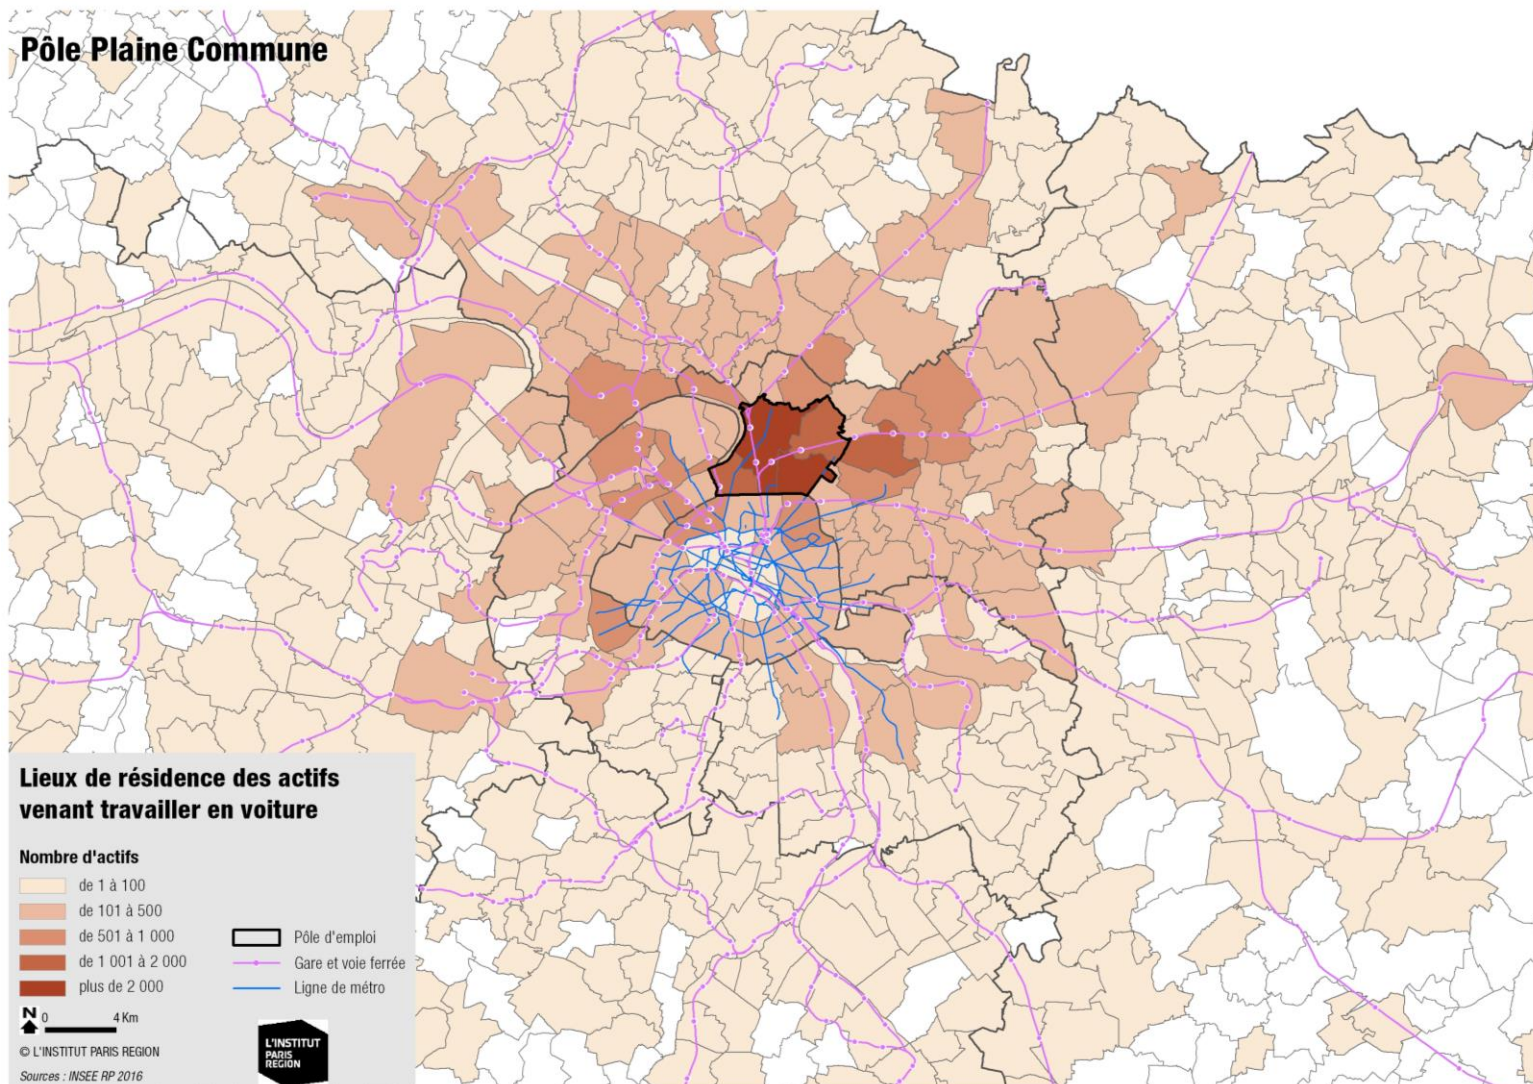 Pôle Plaine Commune
Lieux de résidence des actifs
venant travailler en voiture
Nombre d'actifs
de 1 à 100
de 101 à 500
de 501 à 1 000
de 1 001 à 2 000
plus de 2 000
Pôle d'emploi
Gare et voie ferrée
Ligne de métro
N
0 4 Km
© L'INSTITUT PARIS REGION
Sources : INSEE RP 2016
L'INSTITUT
PARIS
REGION